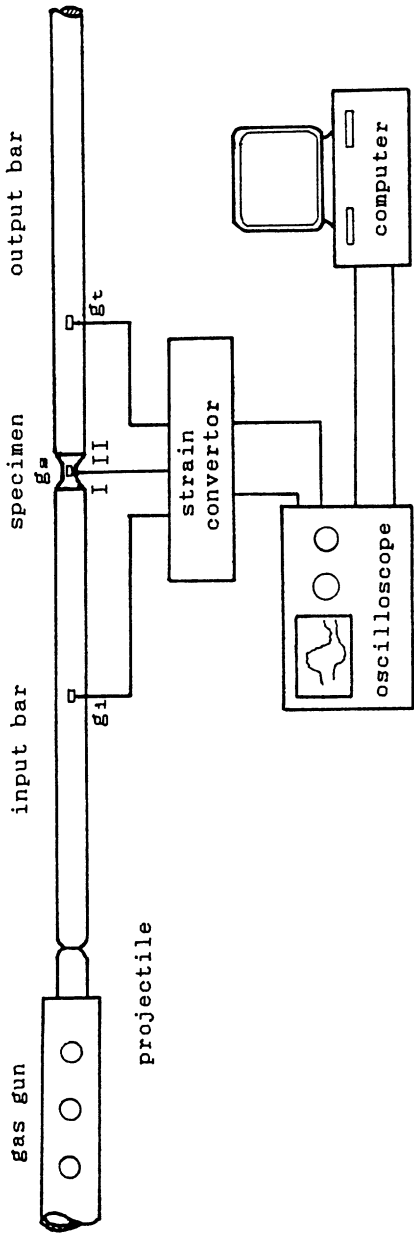 gas gun
projectile
input bar
specimen
output bar
gs
I
II
gi
gt
strain
convertor
oscilloscope
computer